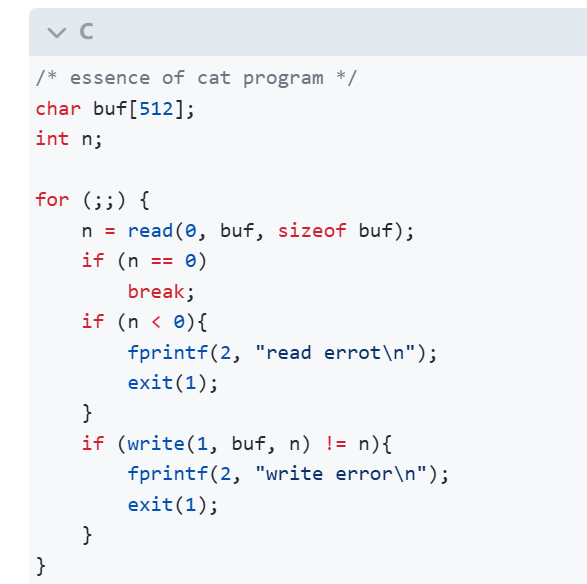 C
/* essence of cat program */
char buf[512];
int n;
for (;;) {
    n = read(0, buf, sizeof buf);
    if (n == 0)
        break;
    if (n < 0){
        fprintf(2, "read errot\n");
        exit(1);
    }
    if (write(1, buf, n) != n){
        fprintf(2, "write error\n");
        exit(1);
    }
}